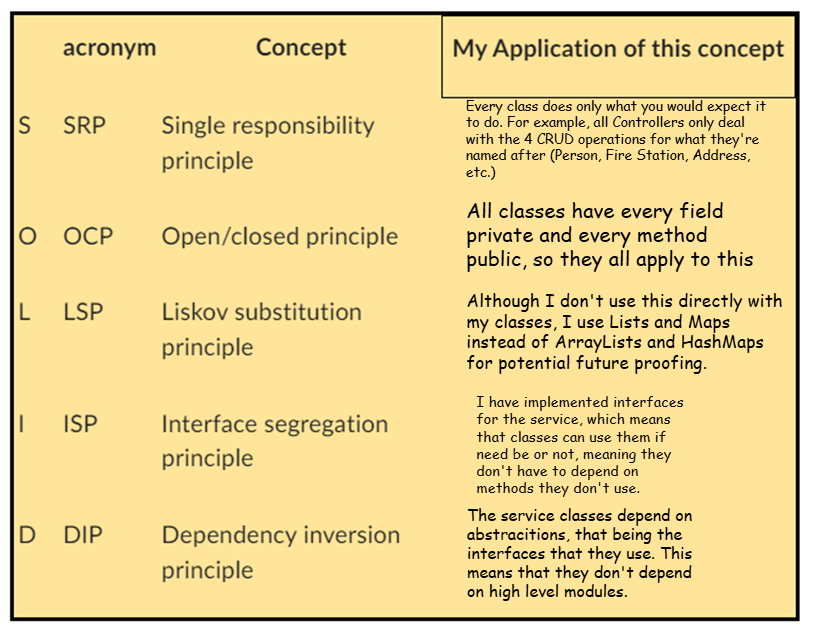 acronym Concept My Application of this concept
S SRP Single responsibility
principle
Every class does only what you would expect it
to do. For example, all Controllers only deal
with the 4 CRUD operations for what they're
named after (Person, Fire Station, Address,
etc.)
O OCP Open/closed principle
All classes have every field
private and every method
public, so they all apply to this
L LSP Liskov substitution
principle
Although I don't use this directly with
my classes, I use Lists and Maps
instead of ArrayLists and HashMaps
for potential future proofing.
I ISP Interface segregation
principle
I have implemented interfaces
for the service, which means
that classes can use them if
need be or not, meaning they
don't have to depend on
methods they don't use.
D DIP Dependency inversion
principle
The service classes depend on
abstracitions, that being the
interfaces that they use. This
means that they don't depend
on high level modules.